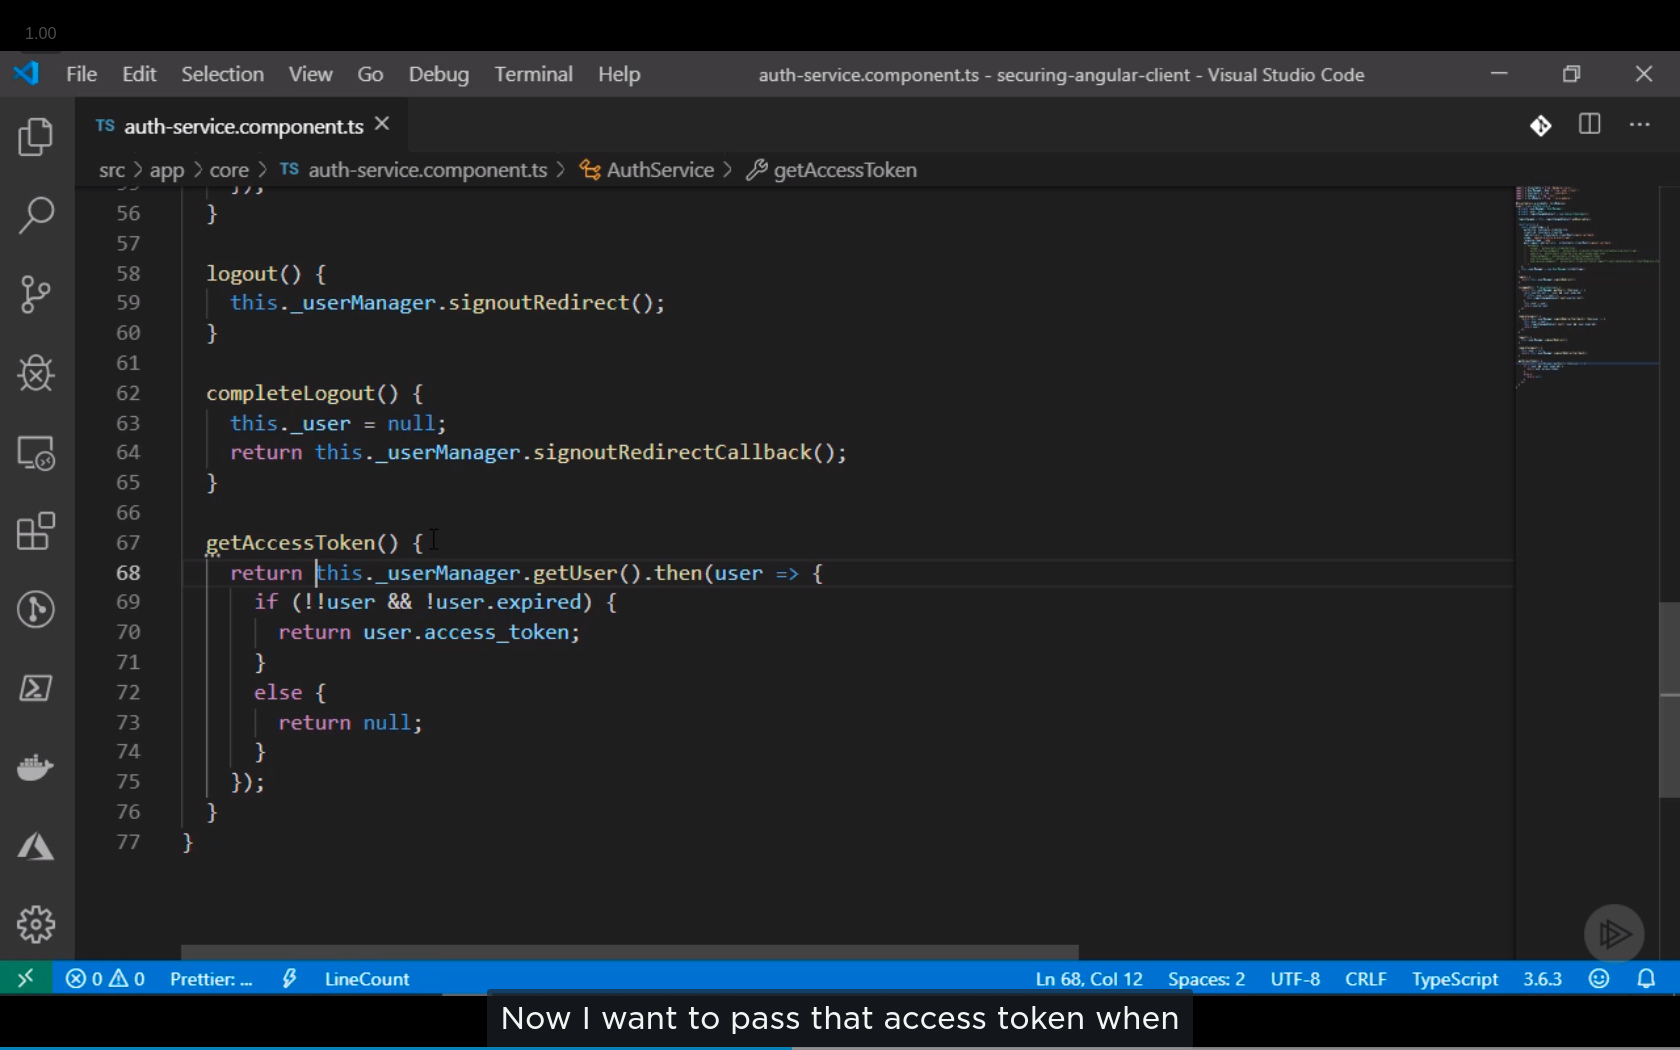 1.00
File Edit Selection View Go Debug Terminal Help auth-service.component.ts - securing-angular-client - Visual Studio Code
TS auth-service.component.ts
src > app > core > TS auth-service.component.ts > AuthService > getAccessToken
56 }
57
58 logout() {
59 this._userManager.signoutRedirect();
60 }
61
62 completeLogout() {
63 this._user = null;
64 return this._userManager.signoutRedirectCallback();
65 }
66
67 getAccessToken() {
68 return this._userManager.getUser().then(user => {
69 if (!!user && !user.expired) {
70 return user.access_token;
71 }
72 else {
73 return null;
74 }
75 });
76 }
77 }
0 0 Prettier: ... LineCount Ln 68, Col 12 Spaces: 2 UTF-8 CRLF TypeScript 3.6.3
Now I want to pass that access token when